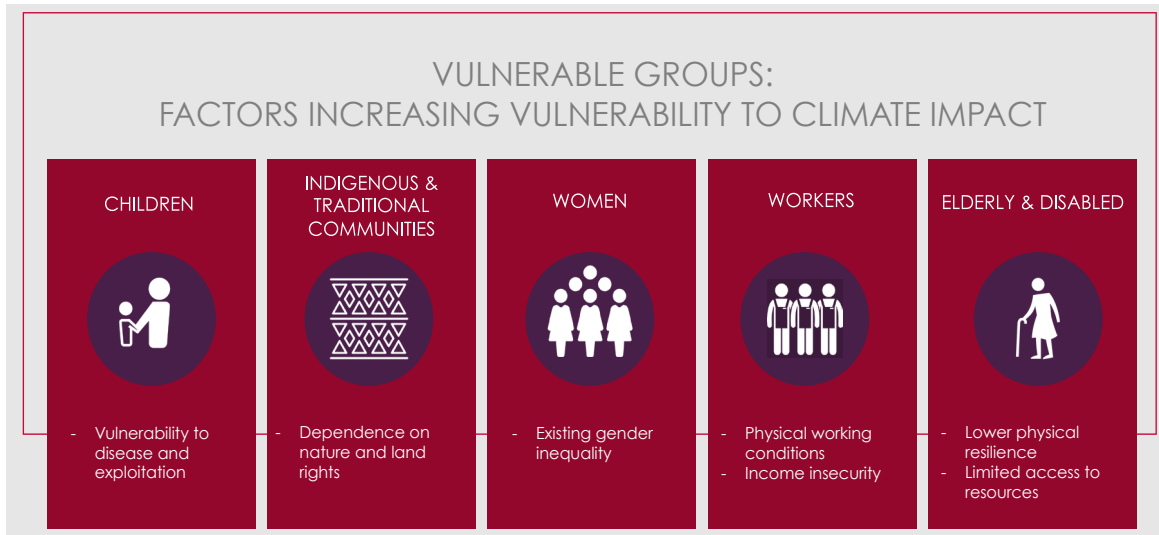 VULNERABLE GROUPS:
FACTORS INCREASING VULNERABILITY TO CLIMATE IMPACT
CHILDREN
- Vulnerability to
disease and
exploitation
INDIGENOUS &
TRADITIONAL
COMMUNITIES
- Dependence on
nature and land
rights
WOMEN
- Existing gender
inequality
WORKERS
- Physical working
conditions
- Income insecurity
ELDERLY & DISABLED
- Lower physical
resilience
- Limited access to
resources